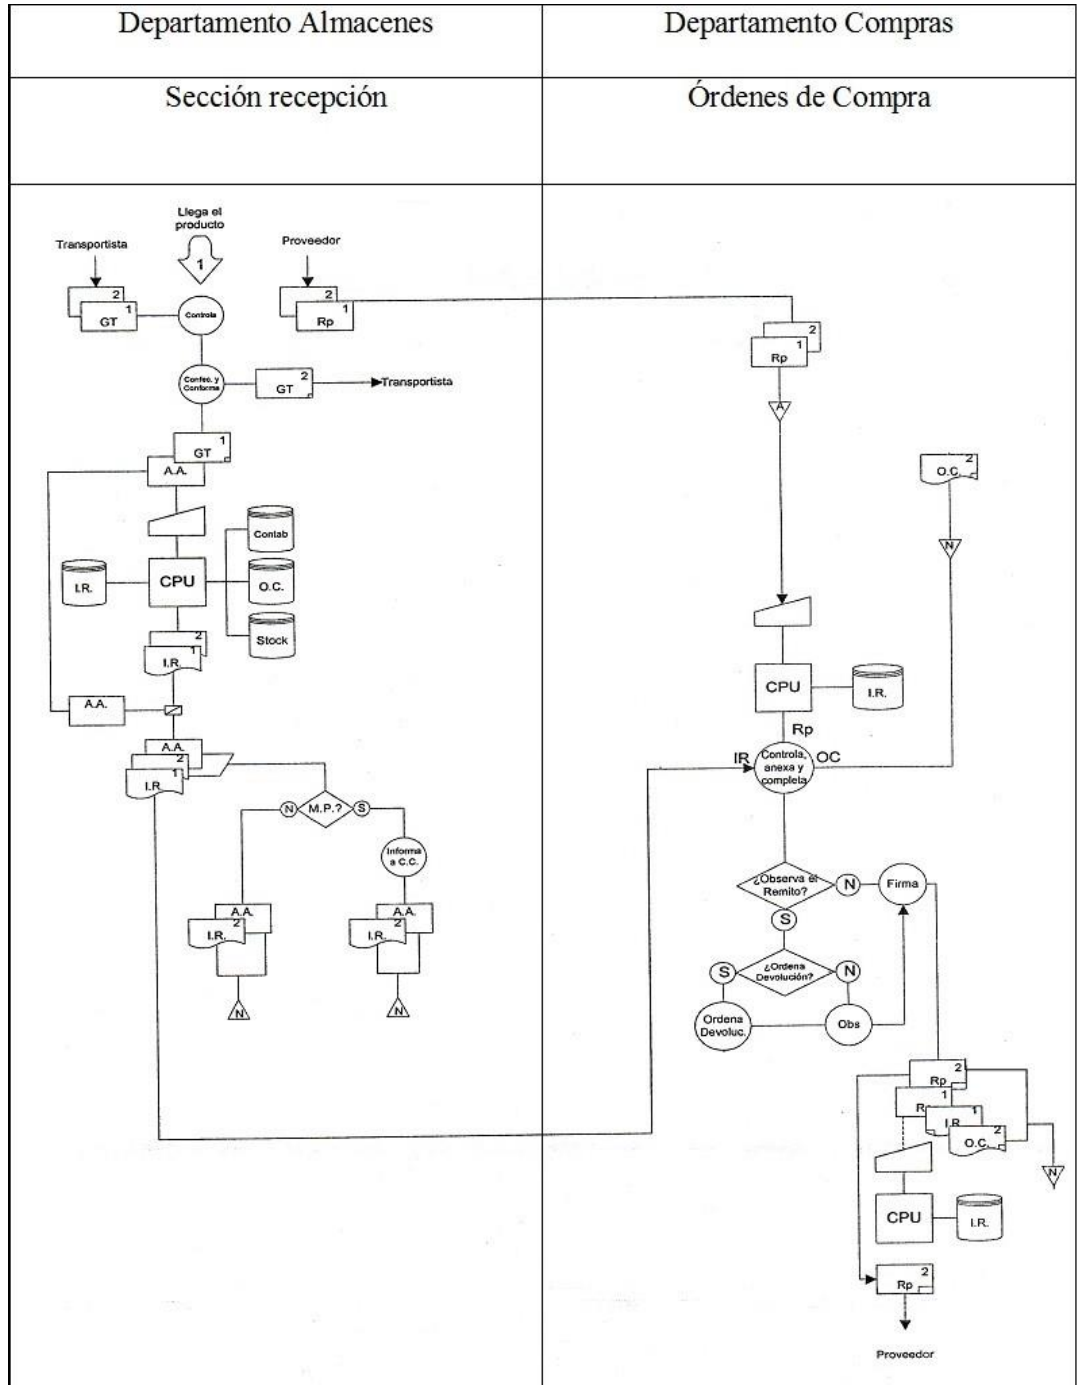 Departamento Almacenes
Departamento Compras
Sección recepción
Órdenes de Compra
Llega el
producto
1
Transportista
2
1
GT
Controla
Proveedor
2
1
Rp
Confec. y
Conforma
2
GT
Transportista
1
GT
A.A.
Contab
I.R.
CPU
O.C.
Stock
2
1
I.R.
A.A.
A.A.
2
1
I.R.
N
M.P.?
S
Informa
a C.C.
A.A.
2
I.R.
N
A.A.
2
I.R.
N
2
1
Rp
A
2
O.C.
N
CPU
I.R.
Rp
IR
Controla,
anexa y
completa
OC
¿Observa el
Remito?
N
Firma
S
S
¿Ordena
Devolución?
N
Ordena
Devoluc.
Obs
2
Rp
1
R
1
I.R.
2
O.C.
N
CPU
I.R.
2
Rp
Proveedor